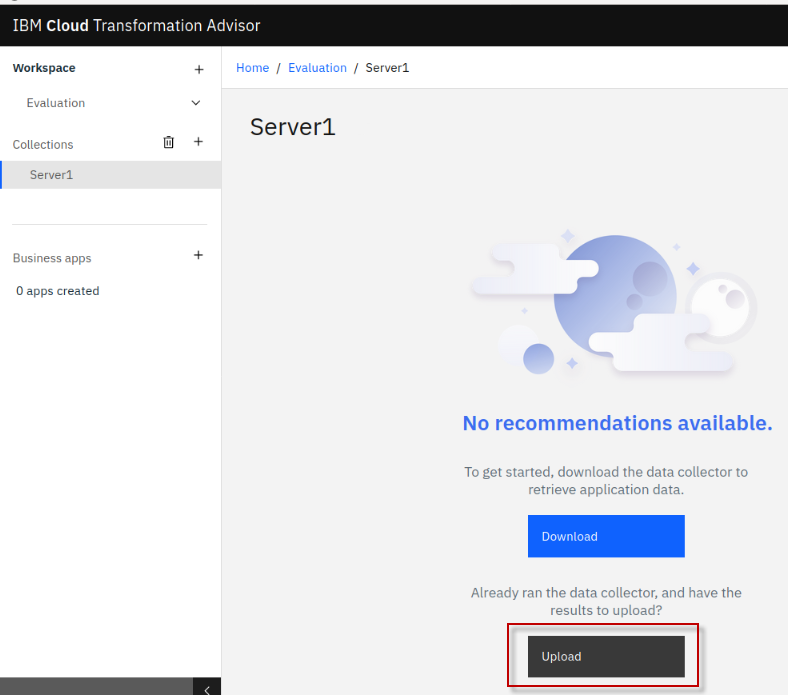 IBM Cloud Transformation Advisor
Workspace
Evaluation
Collections
Server1
Business apps
0 apps created
Home / Evaluation / Server1
Server1
No recommendations available.
To get started, download the data collector to
retrieve application data.
Download
Already ran the data collector, and have the
results to upload?
Upload